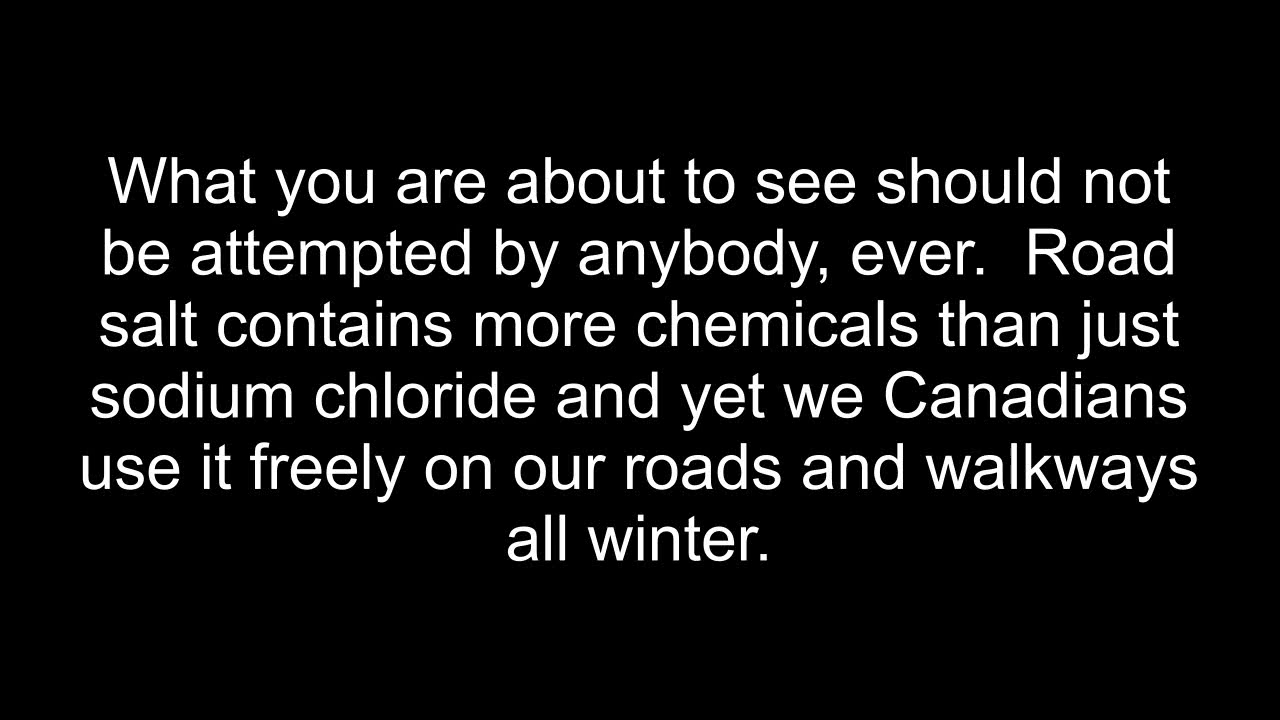 What you are about to see should not
be attempted by anybody, ever.  Road
salt contains more chemicals than just
sodium chloride and yet we Canadians
use it freely on our roads and walkways
all winter.